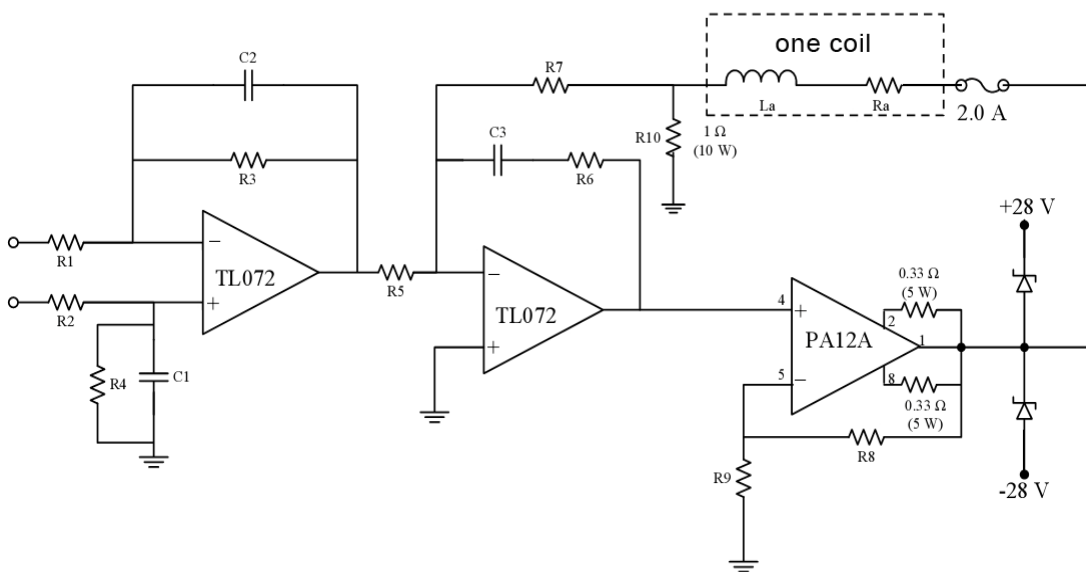 one coil
C2
R7
La
Ra
2.0 A
R10
1 Ω
(10 W)
C3
R3
R6
+28 V
−
R1
TL072
R5
−
0.33 Ω
(5 W)
+
R2
TL072
4
+
2
PA12A
1
R4
C1
+
5
−
8
0.33 Ω
(5 W)
R8
R9
-28 V